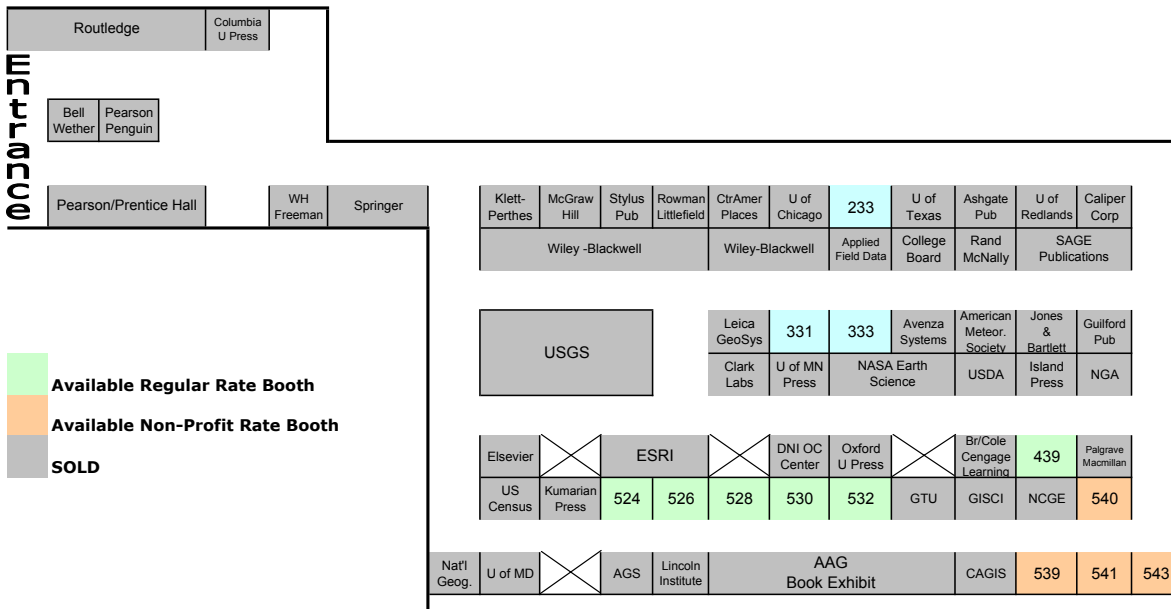 Routledge
Columbia
U Press
Entrance
Bell
Wether
Pearson
Penguin
Pearson/Prentice Hall
WH
Freeman
Springer
Klett-
Perthes
McGraw
Hill
Stylus
Pub
Rowman
Littlefield
CtrAmer
Places
U of
Chicago
233
U of
Texas
Ashgate
Pub
U of
Redlands
Caliper
Corp
Wiley -Blackwell
Wiley-Blackwell
Applied
Field Data
College
Board
Rand
McNally
SAGE
Publications
USGS
Leica
GeoSys
331
333
Avenza
Systems
American
Meteor.
Society
Jones
&
Bartlett
Guilford
Pub
Clark
Labs
U of MN
Press
NASA Earth
Science
USDA
Island
Press
NGA
Available Regular Rate Booth
Available Non-Profit Rate Booth
SOLD
Elsevier
ESRI
DNI OC
Center
Oxford
U Press
Br/Cole
Cengage
Learning
439
Palgrave
Macmillan
US
Census
Kumarian
Press
524
526
528
530
532
GTU
GISCI
NCGE
540
Nat'l
Geog.
U of MD
AGS
Lincoln
Institute
AAG
Book Exhibit
CAGIS
539
541
543